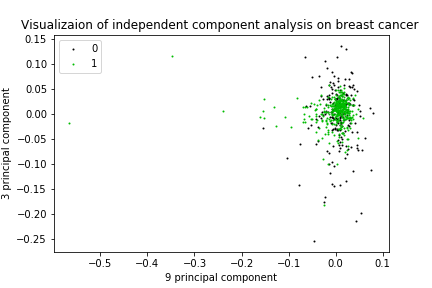 Visualizaion of independent component analysis on breast cancer
0
1
0.15
0.10
0.05
0.00
−0.05
−0.10
−0.15
−0.20
−0.25
3 principal component
−0.5 −0.4 −0.3 −0.2 −0.1 0.0 0.1
9 principal component